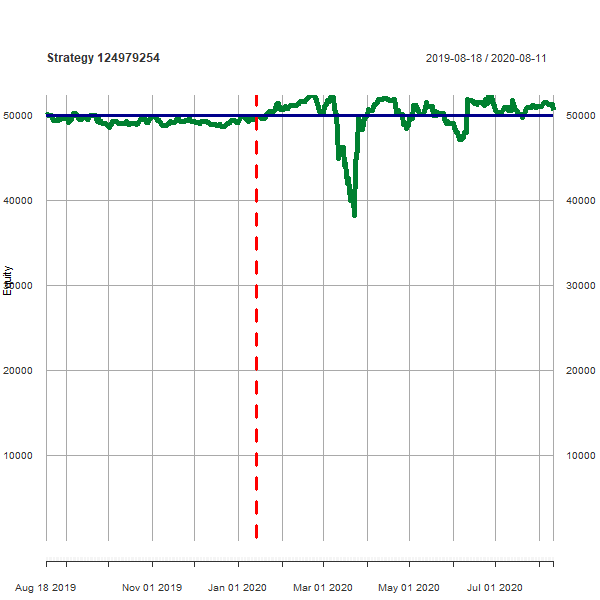 Strategy 124979254
2019-08-18 / 2020-08-11
50000
50000
40000
40000
Equity
30000
30000
20000
20000
10000
10000
Aug 18 2019
Nov 01 2019
Jan 01 2020
Mar 01 2020
May 01 2020
Jul 01 2020